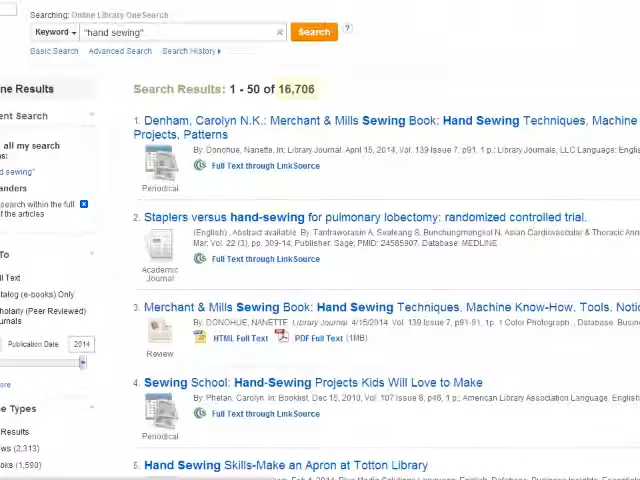 Searching: Online Library OneSearch
Keyword "hand sewing" Search
Basic Search Advanced Search Search History
ne Results
Search Results: 1 - 50 of 16,706
ent Search
all my search
ns:
d sewing"
anders
search within the full
of the articles
To
ll Text
talog (e-books) Only
holarly (Peer Reviewed)
urnals
Publication Date 2014
ore
e Types
Results
ws (2,313)
oks (1,590)
1. Denham, Carolyn N.K.: Merchant & Mills Sewing Book: Hand Sewing Techniques, Machine
Projects, Patterns
By: Donohue, Nanette. In: Library Journal. April 15, 2014, Vol. 139 Issue 7, p91, 1 p.; Library Journals, LLC Language: Englis
Full Text through LinkSource
Periodical
2. Staplers versus hand-sewing for pulmonary lobectomy: randomized controlled trial.
(English) ; Abstract available. By: Tantraworasin A, Seateang S, Bunchungmongkol N, Asian Cardiovascular & Thoracic Ann
Mar; Vol. 22 (3), pp. 309-14; Publisher: Sage; PMID: 24585907, Database: MEDLINE
Full Text through LinkSource
Academic
Journal
3. Merchant & Mills Sewing Book: Hand Sewing Techniques, Machine Know-How, Tools, Notic
By: DONOHUE, NANETTE. Library Journal. 4/15/2014, Vol. 139 Issue 7, p91-91, 1p. 1 Color Photograph. , Database: Busin
HTML Full Text PDF Full Text (1MB)
Review
4. Sewing School: Hand-Sewing Projects Kids Will Love to Make
By: Phelan, Carolyn. In: Booklist, Dec 15, 2010, Vol. 107 Issue 8, p46, 1 p.; American Library Association Language: English
Full Text through LinkSource
Periodical
5. Hand Sewing Skills-Make an Apron at Totton Library